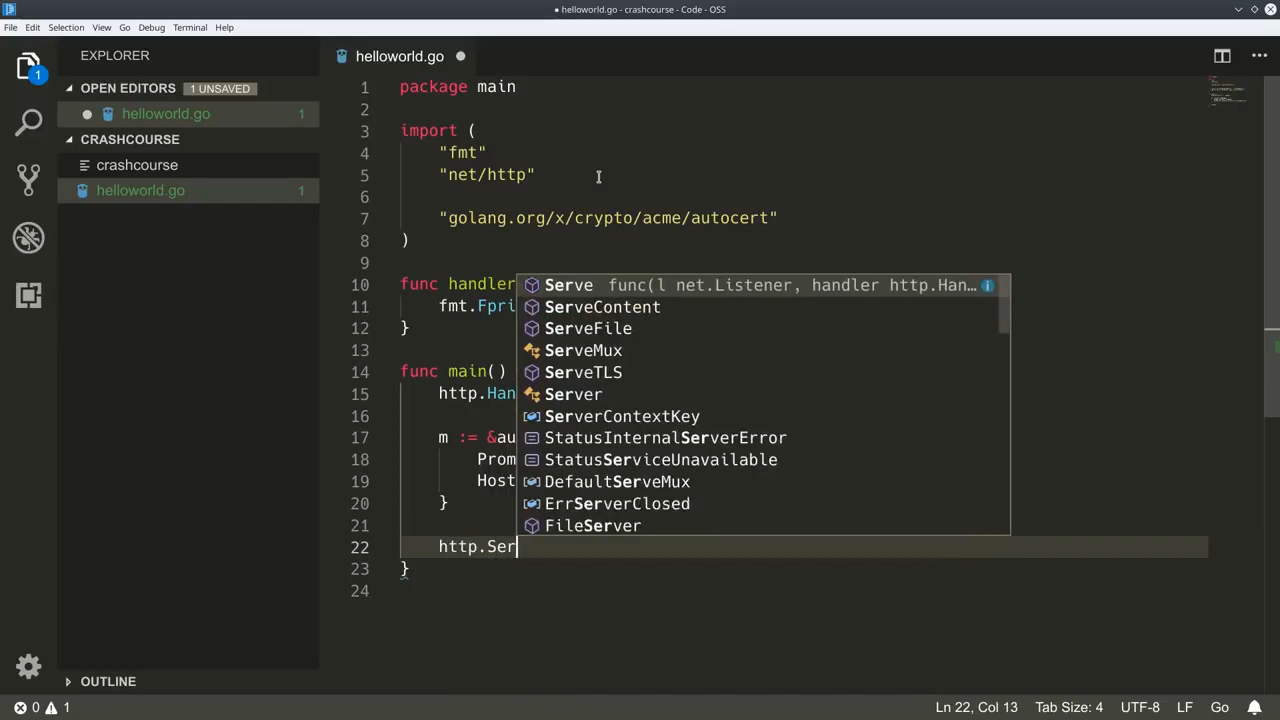 ● helloworld.go - crashcourse - Code - OSS
File Edit Selection View Go Debug Terminal Help
EXPLORER
helloworld.go ●
1
OPEN EDITORS 1 UNSAVED
helloworld.go 1
CRASHCOURSE
crashcourse
helloworld.go 1
1 package main
2
3 import (
4 "fmt"
5 "net/http"
6
7 "golang.org/x/crypto/acme/autocert"
8 )
9
10 func handler
11 fmt.Fpri
12 }
13
14 func main()
15 http.Han
16
17 m := &au
18 Prom
19 Host
20 }
21
22 http.Ser
23 }
24
Serve func(l net.Listener, handler http.Han…
ServeContent
ServeFile
ServeMux
ServeTLS
Server
ServerContextKey
StatusInternalServerError
StatusServiceUnavailable
DefaultServeMux
ErrServerClosed
FileServer
OUTLINE
0 1 Ln 22, Col 13 Tab Size: 4 UTF-8 LF Go